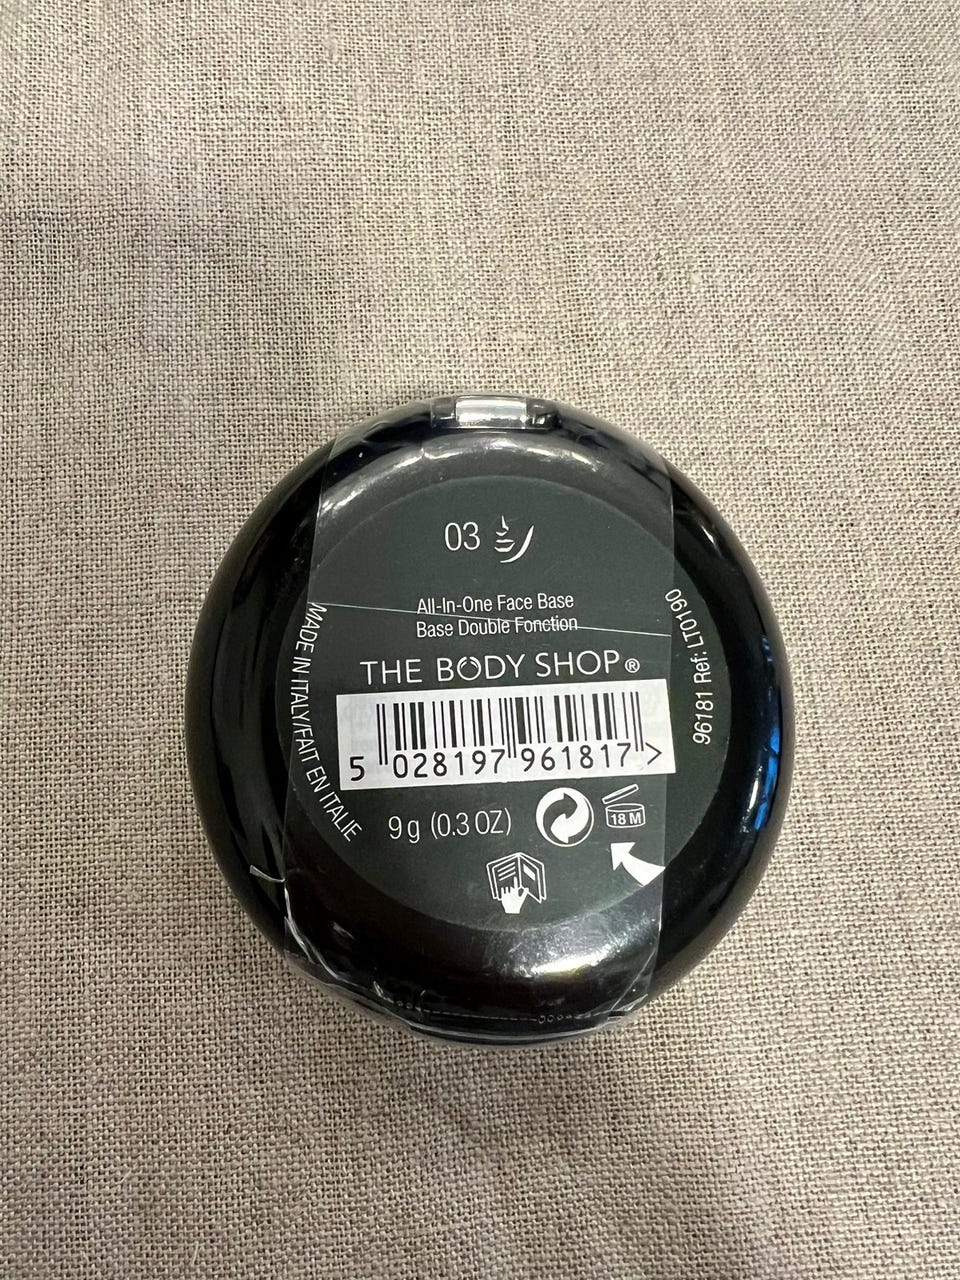 03
All-In-One Face Base
Base Double Fonction
THE BODY SHOP®
5 028197 961817 >
9 g (0.3 OZ)
18 M
MADE IN ITALY/FAIT EN ITALIE
96181 Ref: LT0190